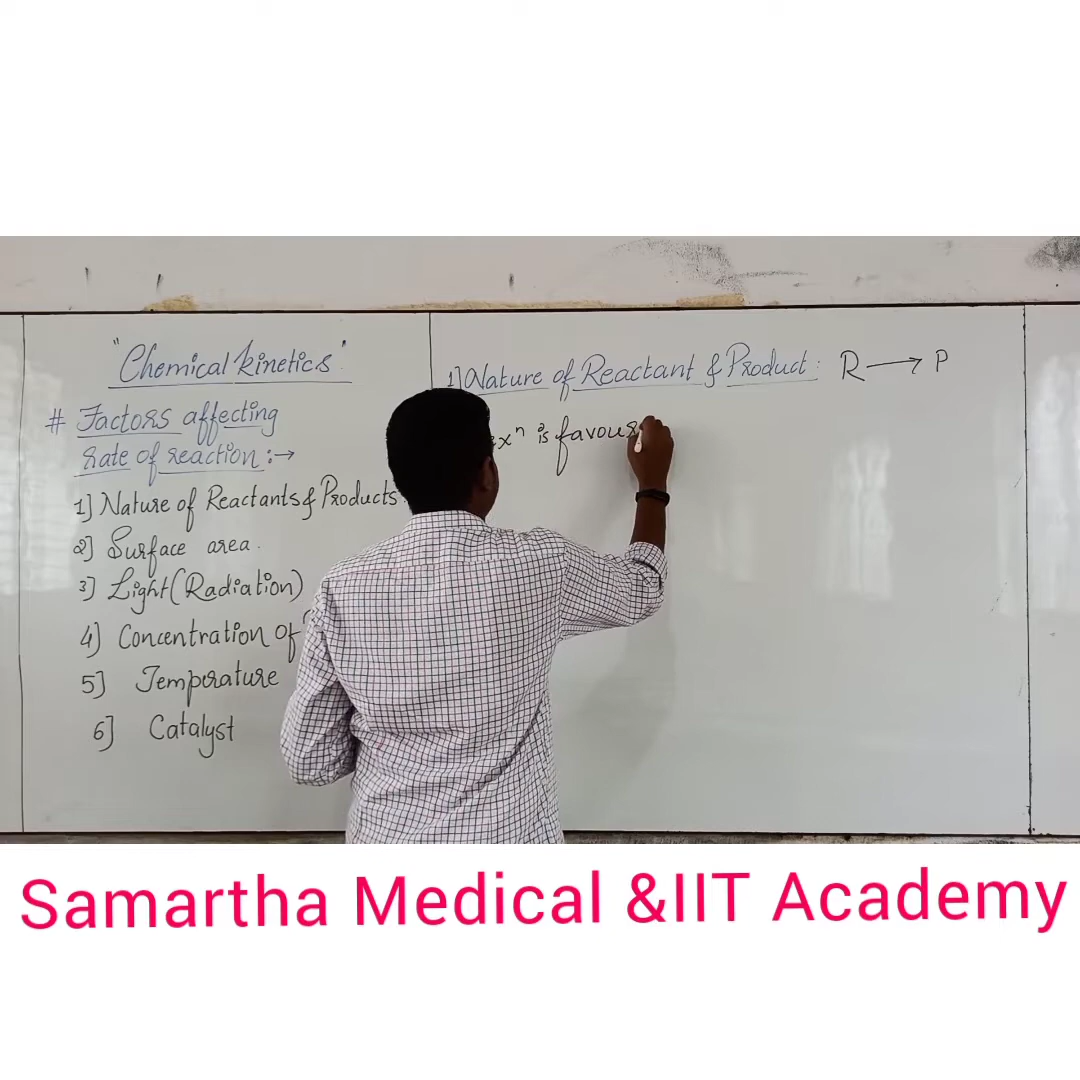 "Chemical kinetics"
# Factors affecting
rate of reaction :→
1] Nature of Reactants & Products
2] Surface area.
3] Light (Radiation)
4] Concentration of
5] Temperature
6] Catalyst
1] Nature of Reactant & Product : R ⟶ P
is favour
Samartha Medical &IIT Academy